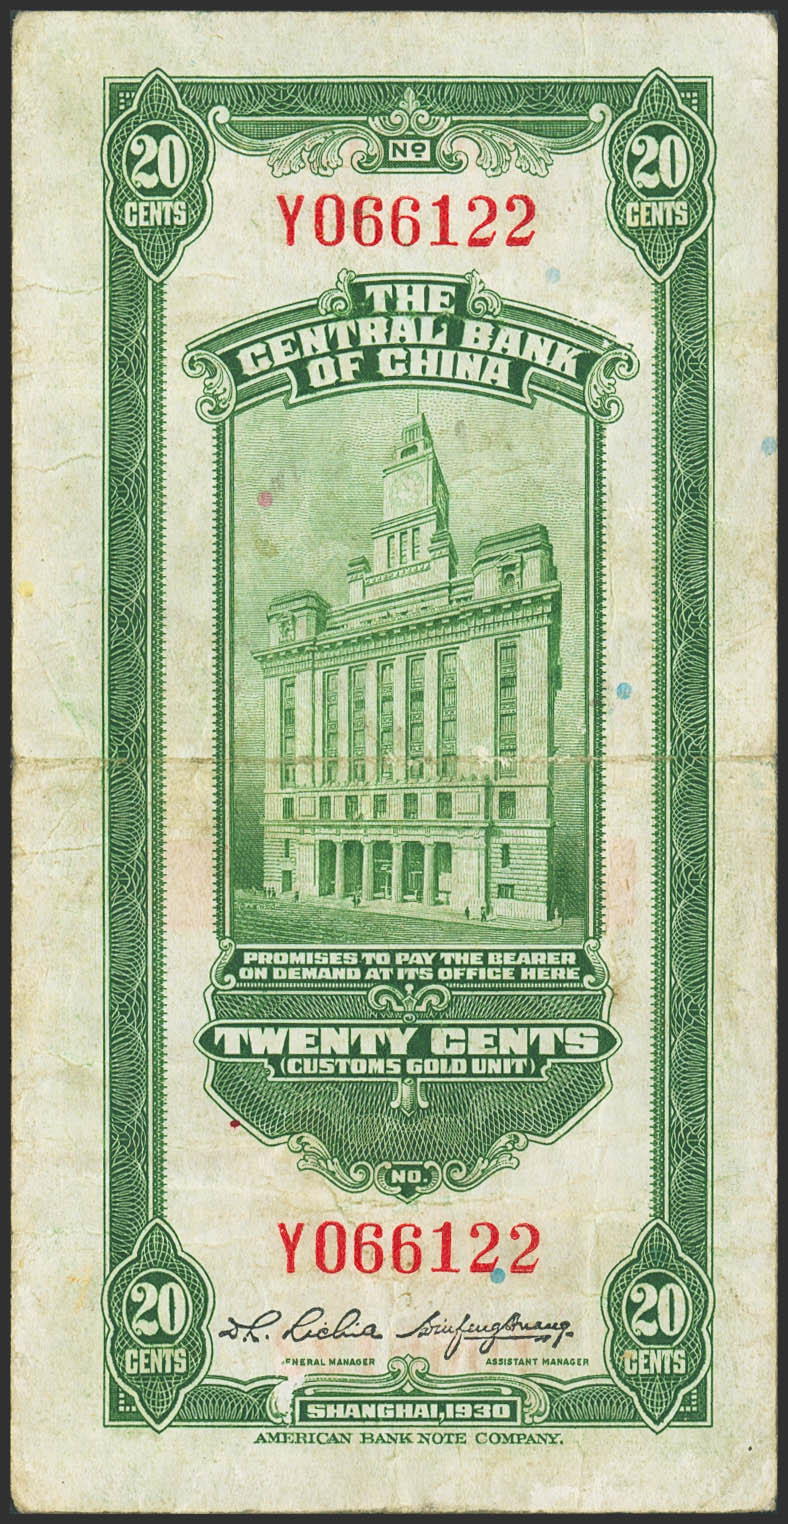 20 CENTS
20 CENTS
Nº
Y066122
THE
CENTRAL BANK
OF CHINA
PROMISES TO PAY THE BEARER
ON DEMAND AT ITS OFFICE HERE
TWENTY CENTS
(CUSTOMS GOLD UNIT)
NO.
Y066122
20 CENTS
20 CENTS
ENERAL MANAGER
ASSISTANT MANAGER
SHANGHAI, 1930
AMERICAN BANK NOTE COMPANY.